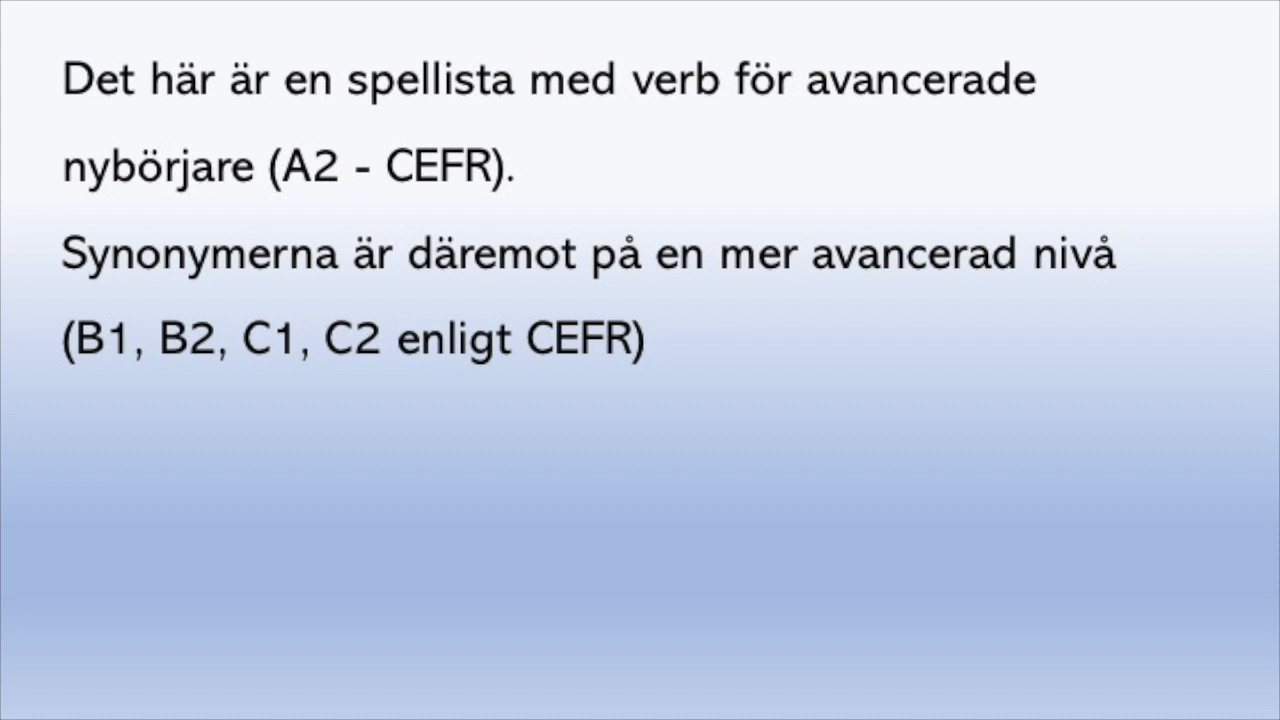 Det här är en spellista med verb för avancerade
nybörjare (A2 - CEFR).
Synonymerna är däremot på en mer avancerad nivå
(B1, B2, C1, C2 enligt CEFR)